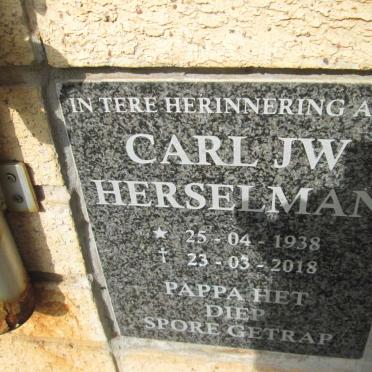 IN TERE HERINNERING A
CARL JW
HERSELMAN
* 25-04-1938
† 23-03-2018
PAPPA HET
DIEP
SPORE GETRAP